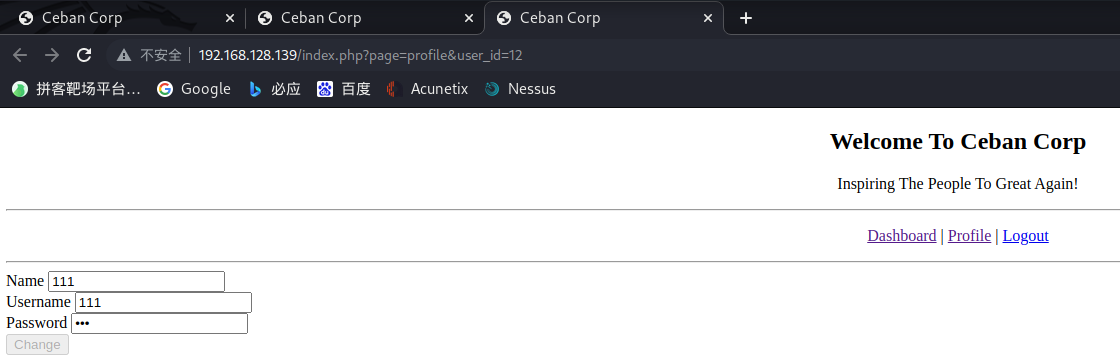 Ceban Corp Ceban Corp Ceban Corp
不安全 192.168.128.139/index.php?page=profile&user_id=12
拼客靶场平台… Google 必应 百度 Acunetix Nessus
Welcome To Ceban Corp
Inspiring The People To Great Again!
Dashboard | Profile | Logout
Name 111
Username 111
Password •••
Change